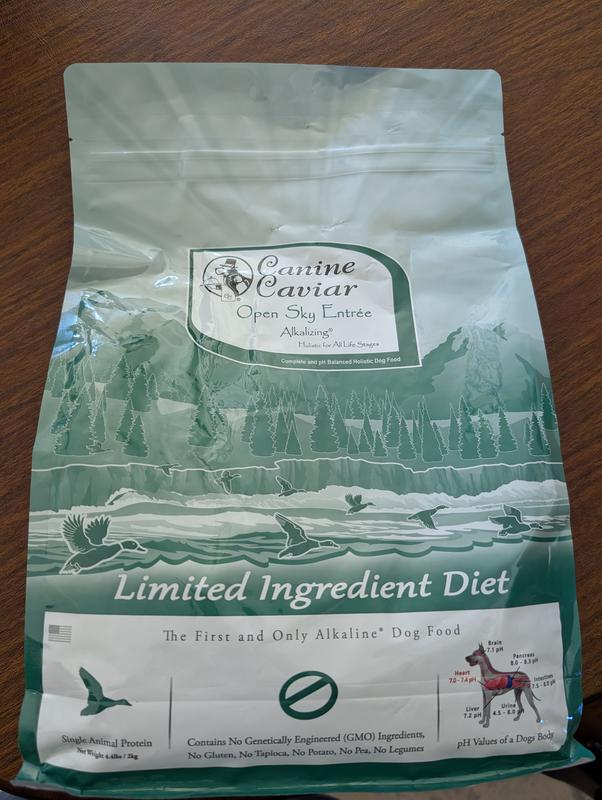 Canine
Caviar
Open Sky Entrée
Alkalizing®
Holistic for All Life Stages
Complete and pH Balanced Holistic Dog Food
Limited Ingredient Diet
The First and Only Alkaline® Dog Food
Single Animal Protein
Net Weight 4.4lbs / 2kg
Contains No Genetically Engineered (GMO) Ingredients,
No Gluten, No Tapioca, No Potato, No Pea, No Legumes
Brain
7.1 pH
Pancreas
8.0 - 8.3 pH
Heart
7.0 - 7.4 pH
Intestines
7.5 - 8.0 pH
Liver
7.2 pH
Urine
4.5 - 6.0 pH
pH Values of a Dogs Body